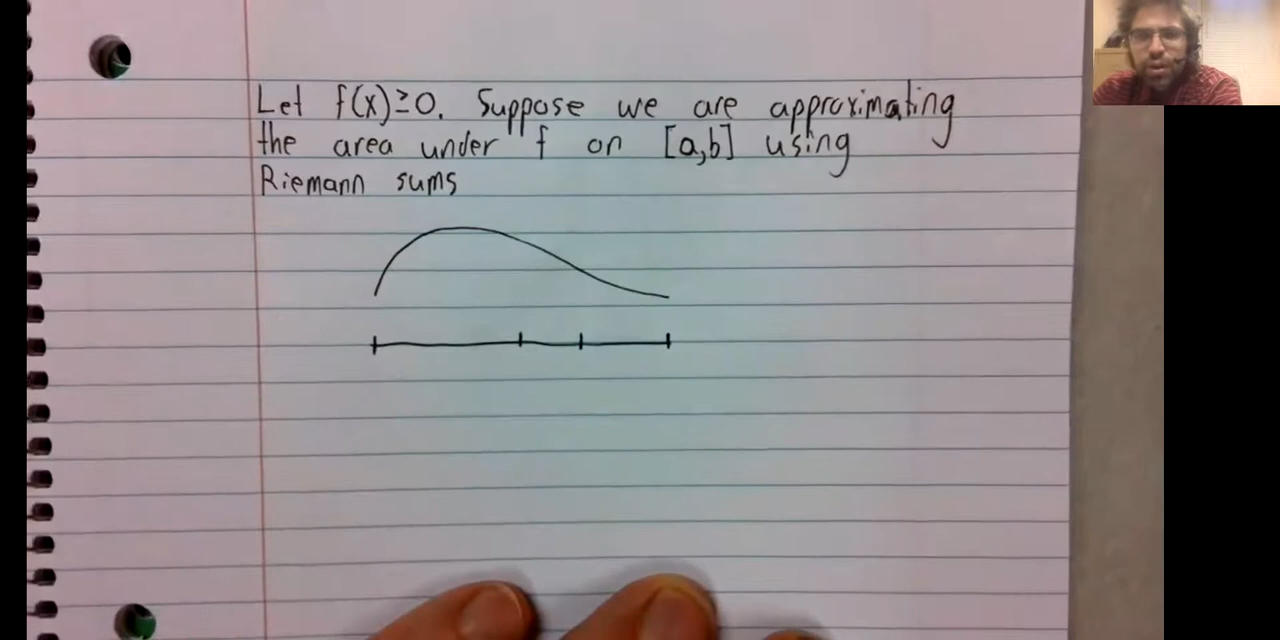 Let f(x)≥0. Suppose we are approximating
the area under f on [a,b] using
Riemann sums